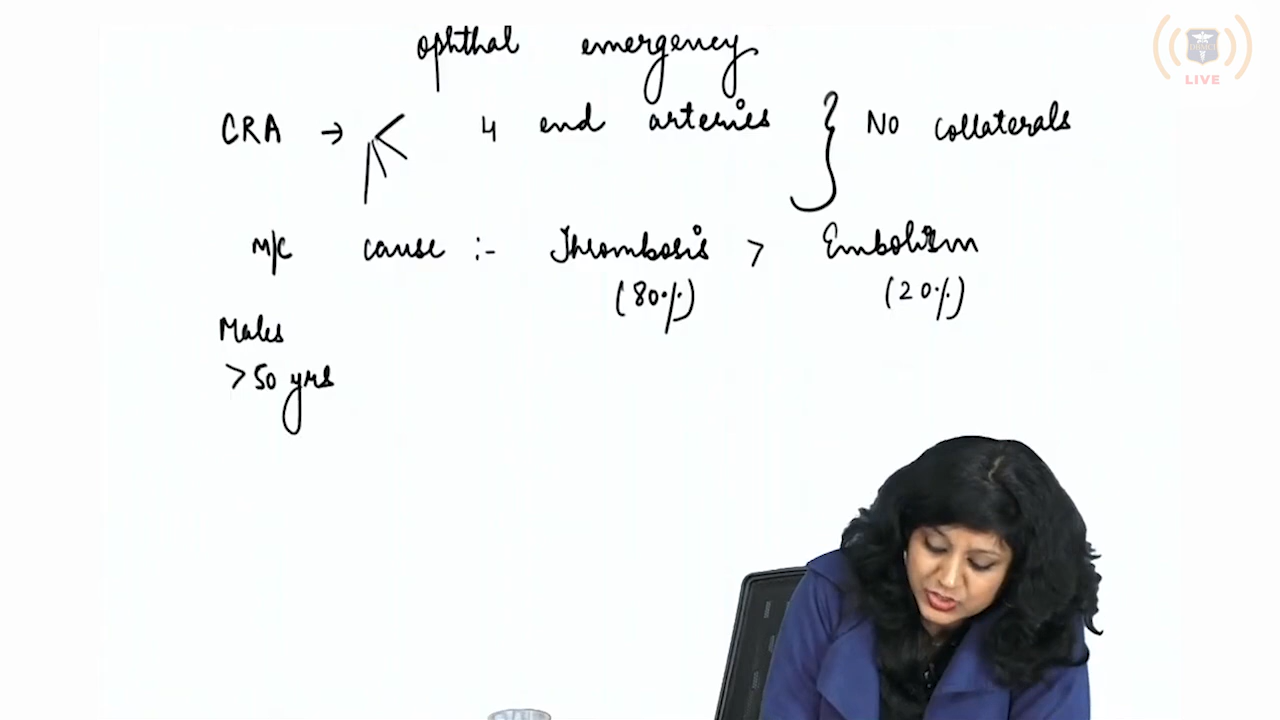 ophthal emergency
CRA → 4 end arteries } No collaterals
M/C cause :- Thrombosis > Embolism
(80%) (20%)
Males
>50 yrs
LIVE